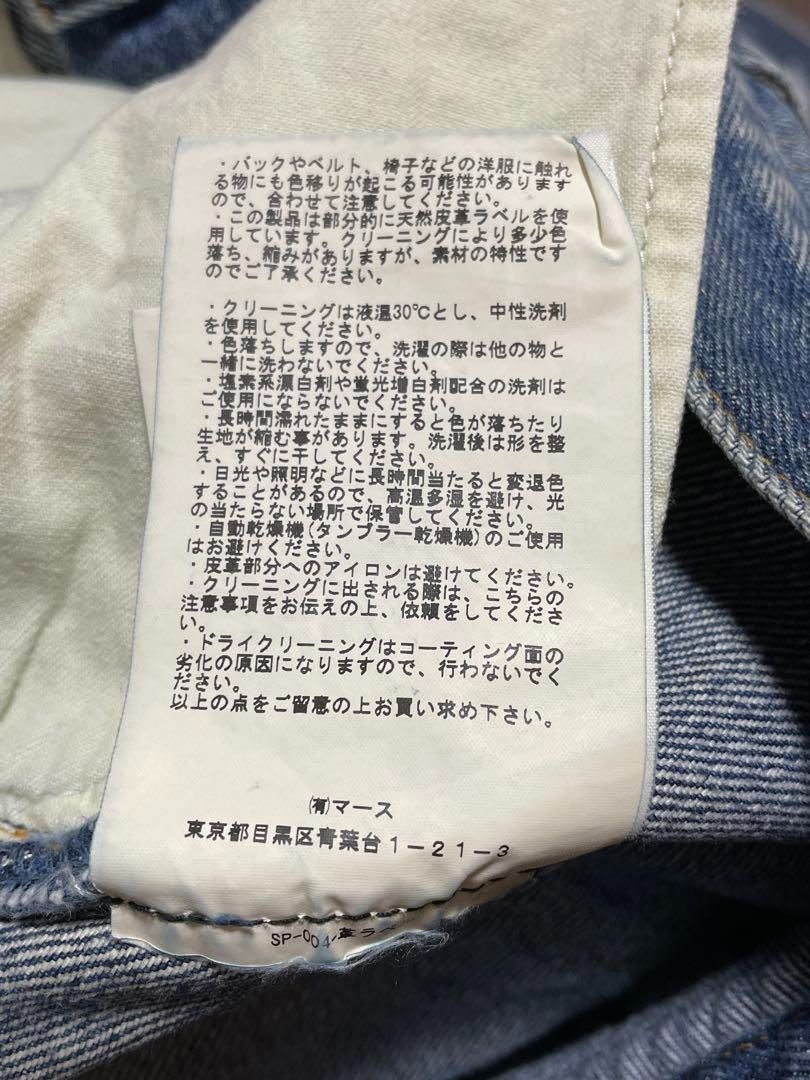 ・バックやベルト、椅子などの洋服に触れ
る物にも色移りが起こる可能性があります
ので、合わせて注意してください。
・この製品は部分的に天然皮革ラベルを使
用しています。クリーニングにより多少色
落ち、縮みがありますが、素材の特性です
のでご了承ください。
・クリーニングは液温30℃とし、中性洗剤
を使用してください。
・色落ちしますので、洗濯の際は他の物と
一緒に洗わないでください。
・塩素系漂白剤や蛍光増白剤配合の洗剤は
ご使用にならないでください。
・長時間濡れたままにすると色が落ちたり
生地が縮む事があります。洗濯後は形を整
え、すぐに干してください。
・日光や照明などに長時間当たると変退色
することがあるので、高温多湿を避け、光
の当たらない場所で保管してください。
・自動乾燥機(タンブラー乾燥機)のご使用
はお避けください。
・皮革部分へのアイロンは避けてください。
・クリーニングに出される際は、こちらの
注意事項をお伝えの上、依頼をしてくださ
い。
・ドライクリーニングはコーティング面の
劣化の原因になりますので、行わないでく
ださい。
以上の点をご留意の上お買い求め下さい。
㈲マース
東京都目黒区青葉台1-21-3
SP-004/革ラベ